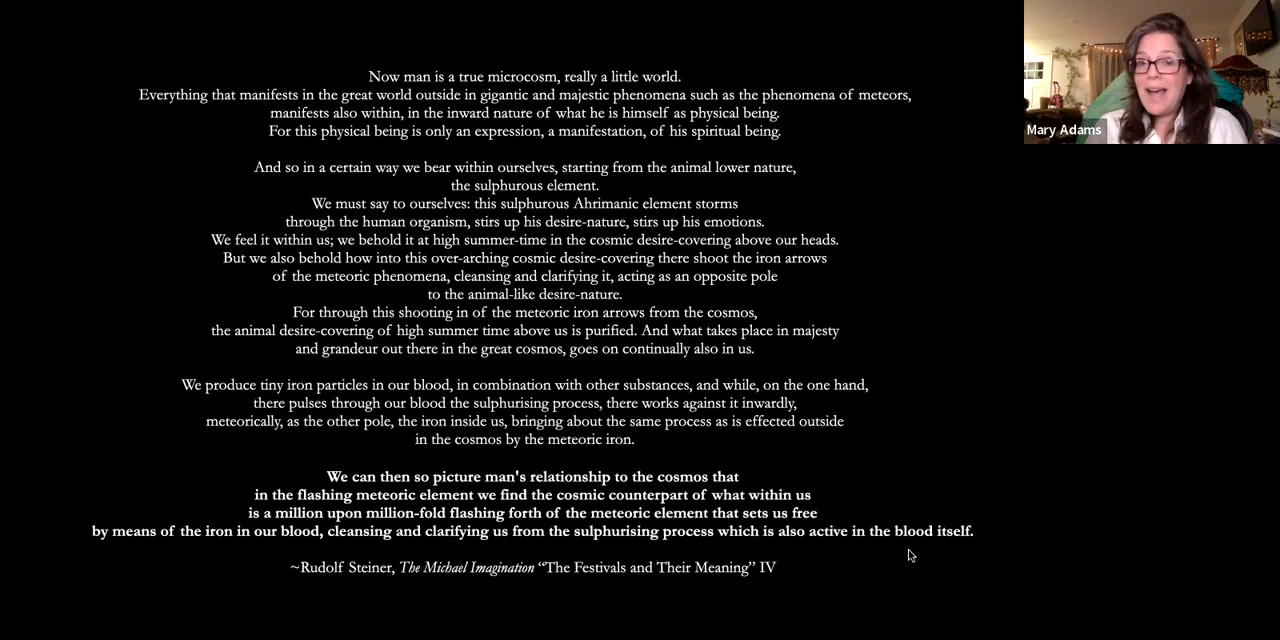 Now man is a true microcosm, really a little world.
Everything that manifests in the great world outside in gigantic and majestic phenomena such as the phenomena of meteors,
manifests also within, in the inward nature of what he is himself as physical being.
For this physical being is only an expression, a manifestation, of his spiritual being.
And so in a certain way we bear within ourselves, starting from the animal lower nature,
the sulphurous element.
We must say to ourselves: this sulphurous Ahrimanic element storms
through the human organism, stirs up his desire-nature, stirs up his emotions.
We feel it within us; we behold it at high summer-time in the cosmic desire-covering above our heads.
But we also behold how into this over-arching cosmic desire-covering there shoot the iron arrows
of the meteoric phenomena, cleansing and clarifying it, acting as an opposite pole
to the animal-like desire-nature.
For through this shooting in of the meteoric iron arrows from the cosmos,
the animal desire-covering of high summer time above us is purified. And what takes place in majesty
and grandeur out there in the great cosmos, goes on continually also in us.
We produce tiny iron particles in our blood, in combination with other substances, and while, on the one hand,
there pulses through our blood the sulphurising process, there works against it inwardly,
meteorically, as the other pole, the iron inside us, bringing about the same process as is effected outside
in the cosmos by the meteoric iron.
We can then so picture man's relationship to the cosmos that
in the flashing meteoric element we find the cosmic counterpart of what within us
is a million upon million-fold flashing forth of the meteoric element that sets us free
by means of the iron in our blood, cleansing and clarifying us from the sulphurising process which is also active in the blood itself.
~Rudolf Steiner, The Michael Imagination “The Festivals and Their Meaning” IV
Mary Adams